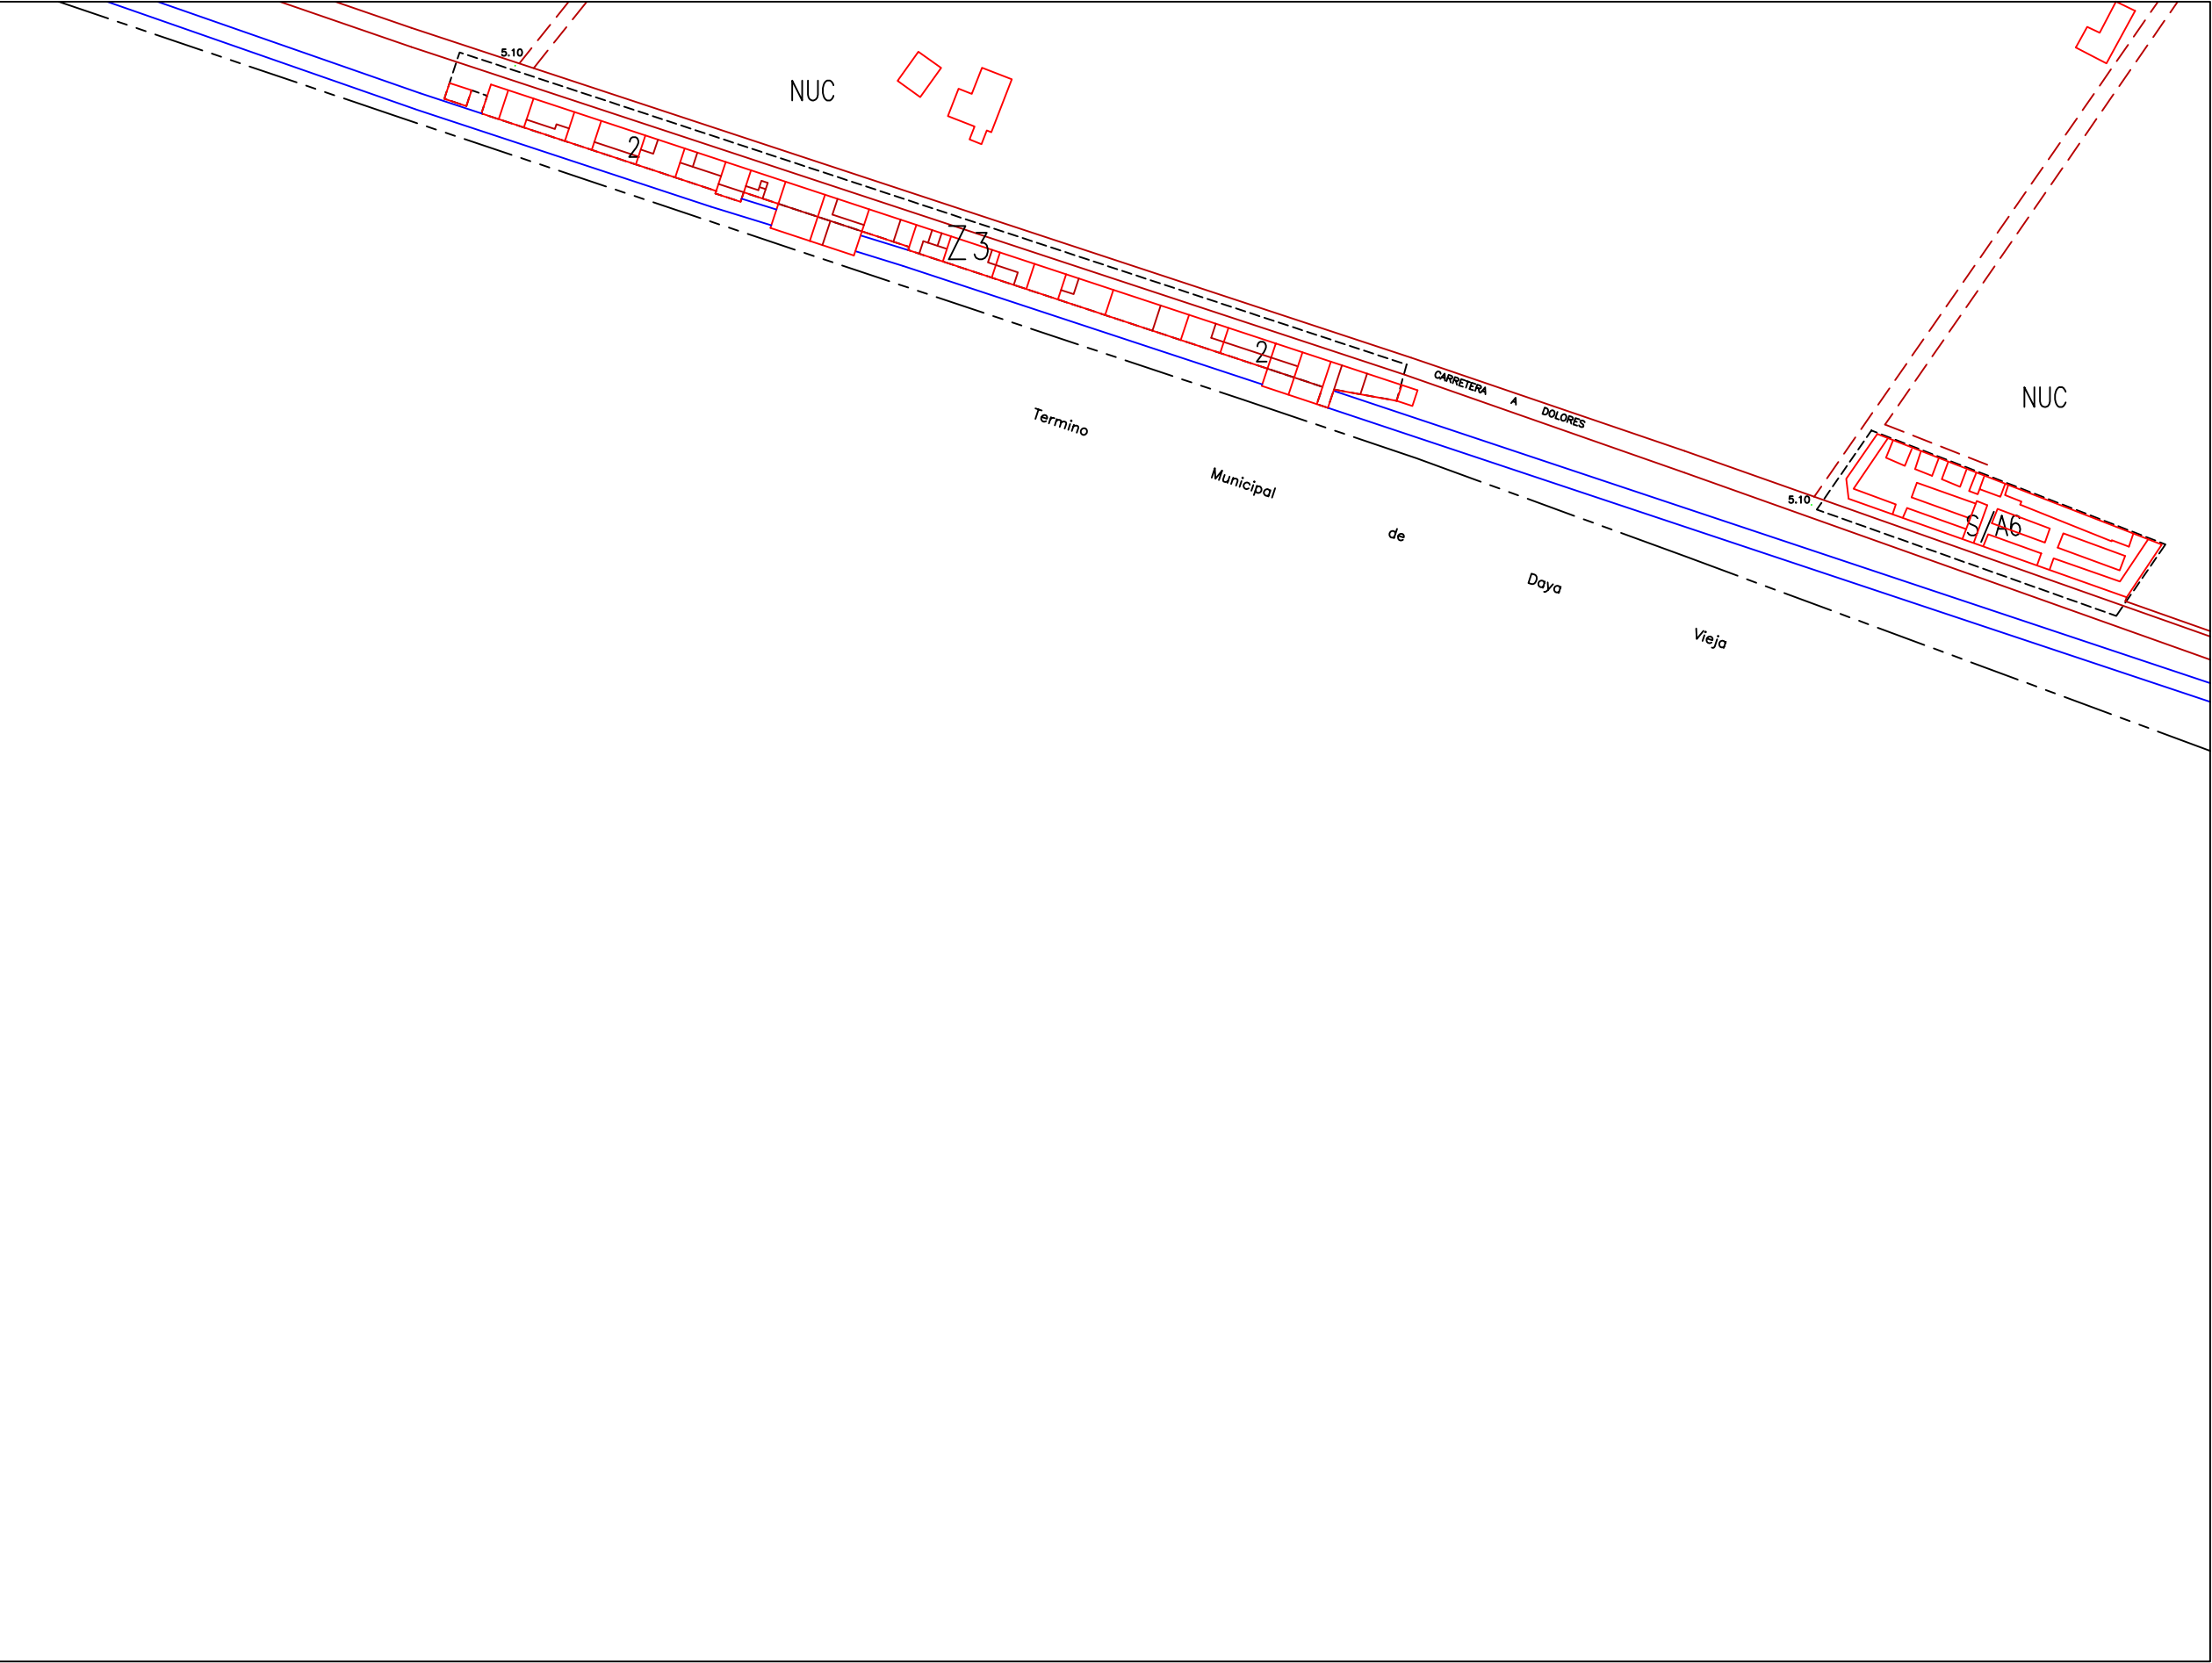 5.10
NUC
2
Z3
2
CARRETERA A DOLORES
NUC
5.10
S/A6
Termino Municipal de Daya Vieja